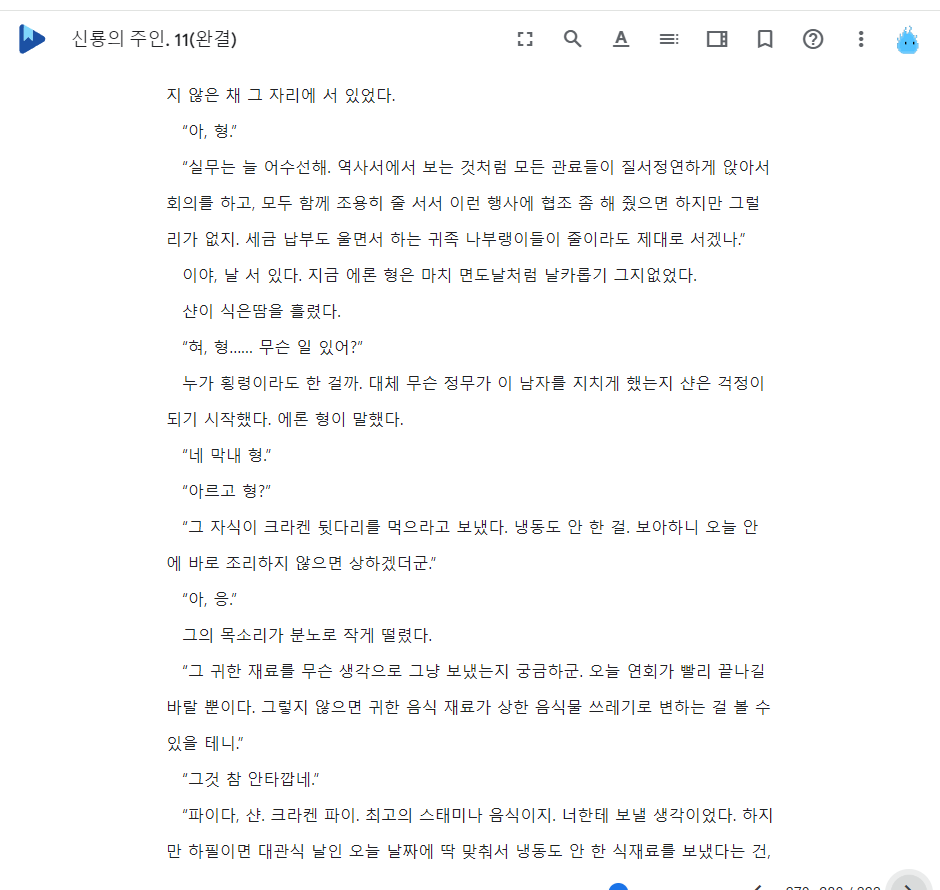 신룡의 주인. 11(완결)
지 않은 채 그 자리에 서 있었다.
“아, 형.”
“실무는 늘 어수선해. 역사서에서 보는 것처럼 모든 관료들이 질서정연하게 앉아서
회의를 하고, 모두 함께 조용히 줄 서서 이런 행사에 협조 좀 해 줬으면 하지만 그럴
리가 없지. 세금 납부도 울면서 하는 귀족 나부랭이들이 줄이라도 제대로 서겠나.”
이야, 날 서 있다. 지금 에론 형은 마치 면도날처럼 날카롭기 그지없었다.
샨이 식은땀을 흘렸다.
“혀, 형...... 무슨 일 있어?”
누가 횡령이라도 한 걸까. 대체 무슨 정무가 이 남자를 지치게 했는지 샨은 걱정이
되기 시작했다. 에론 형이 말했다.
“네 막내 형.”
“아르고 형?”
“그 자식이 크라켄 뒷다리를 먹으라고 보냈다. 냉동도 안 한 걸. 보아하니 오늘 안
에 바로 조리하지 않으면 상하겠더군.”
“아, 응.”
그의 목소리가 분노로 작게 떨렸다.
“그 귀한 재료를 무슨 생각으로 그냥 보냈는지 궁금하군. 오늘 연회가 빨리 끝나길
바랄 뿐이다. 그렇지 않으면 귀한 음식 재료가 상한 음식물 쓰레기로 변하는 걸 볼 수
있을 테니.”
“그것 참 안타깝네.”
“파이다, 샨. 크라켄 파이. 최고의 스태미나 음식이지. 너한테 보낼 생각이었다. 하지
만 하필이면 대관식 날인 오늘 날짜에 딱 맞춰서 냉동도 안 한 식재료를 보냈다는 건,